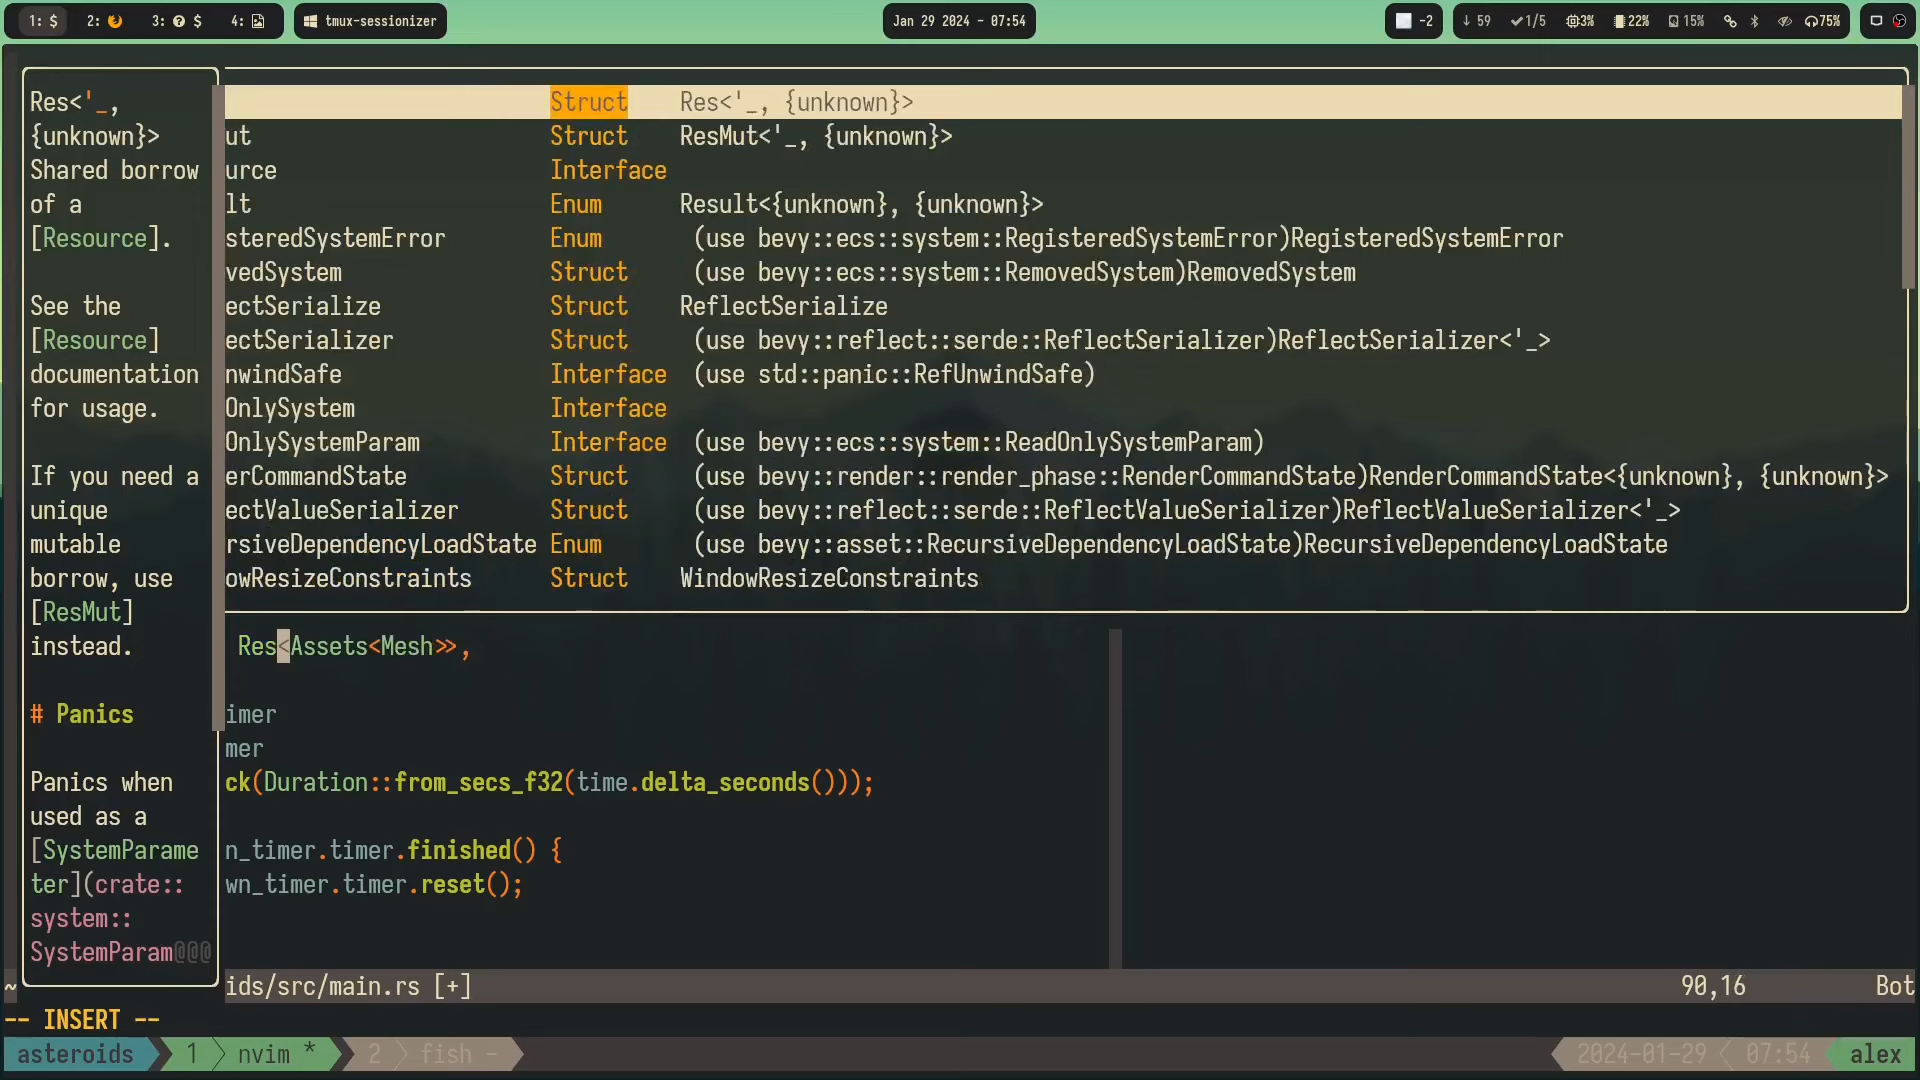 1: $ 2: 3: $ 4: tmux-sessionizer Jan 29 2024 - 07:54 -2 ↓ 59 1/5 3% 22% 15% 75%
Res<'_,
{unknown}>
Shared borrow
of a
[Resource].
See the
[Resource]
documentation
for usage.
If you need a
unique
mutable
borrow, use
[ResMut]
instead.
# Panics
Panics when
used as a
[SystemParame
ter](crate::
system::
SystemParam@@@
Struct Res<'_, {unknown}>
ut Struct ResMut<'_, {unknown}>
urce Interface
lt Enum Result<{unknown}, {unknown}>
steredSystemError Enum (use bevy::ecs::system::RegisteredSystemError)RegisteredSystemError
vedSystem Struct (use bevy::ecs::system::RemovedSystem)RemovedSystem
ectSerialize Struct ReflectSerialize
ectSerializer Struct (use bevy::reflect::serde::ReflectSerializer)ReflectSerializer<'_>
nwindSafe Interface (use std::panic::RefUnwindSafe)
OnlySystem Interface
OnlySystemParam Interface (use bevy::ecs::system::ReadOnlySystemParam)
erCommandState Struct (use bevy::render::render_phase::RenderCommandState)RenderCommandState<{unknown}, {unknown}>
ectValueSerializer Struct (use bevy::reflect::serde::ReflectValueSerializer)ReflectValueSerializer<'_>
rsiveDependencyLoadState Enum (use bevy::asset::RecursiveDependencyLoadState)RecursiveDependencyLoadState
owResizeConstraints Struct WindowResizeConstraints
Res<Assets<Mesh>>,
imer
mer
ck(Duration::from_secs_f32(time.delta_seconds()));
n_timer.timer.finished() {
wn_timer.timer.reset();
~ ids/src/main.rs [+] 90,16 Bot
-- INSERT --
asteroids 1 nvim * 2 fish - 2024-01-29 07:54 alex